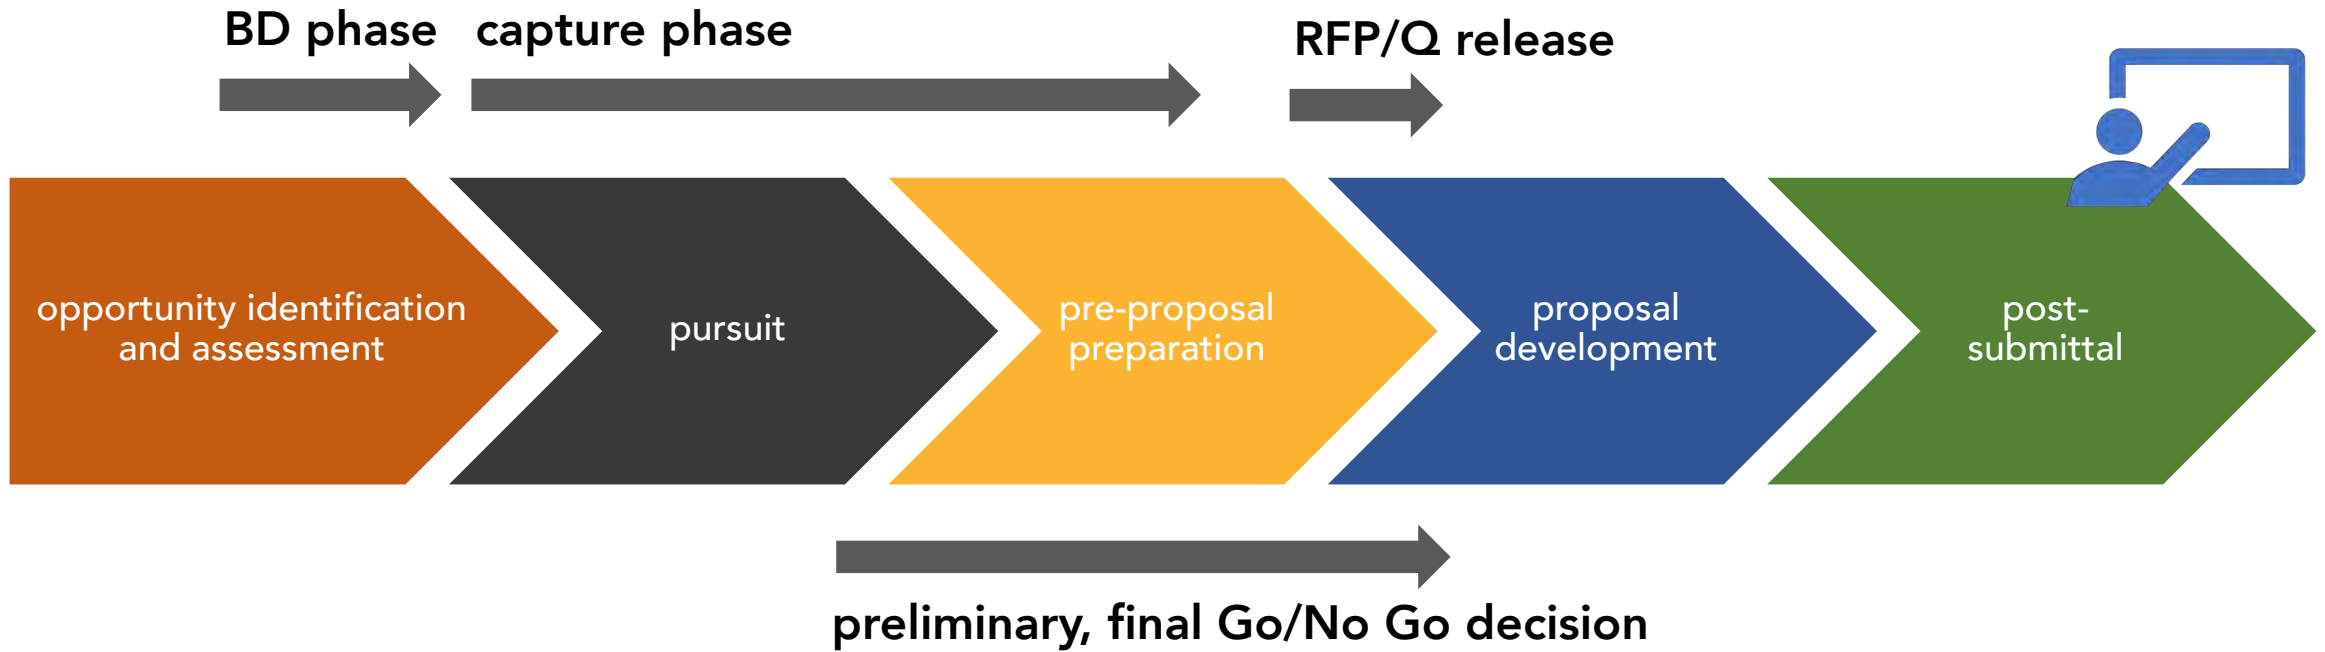 BD phase
capture phase
RFP/Q release
opportunity identification
and assessment
pursuit
pre-proposal
preparation
proposal
development
post-
submittal
preliminary, final Go/No Go decision